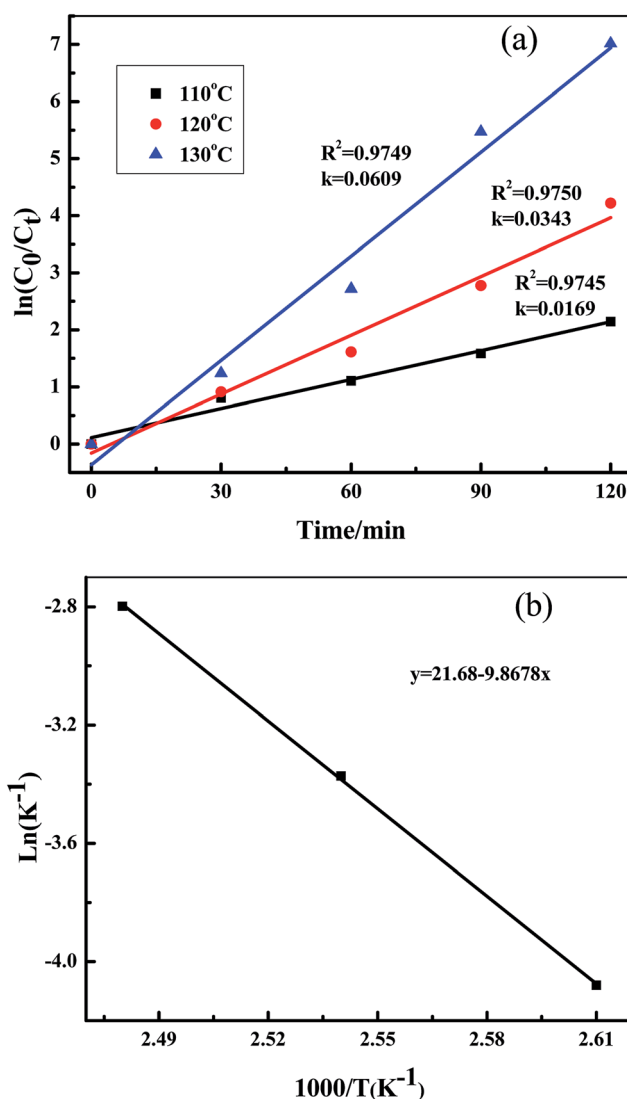 (a)
7
6
5
4
3
2
1
0
ln(C₀/Cₜ)
110°C
120°C
130°C
R²=0.9749
k=0.0609
R²=0.9750
k=0.0343
R²=0.9745
k=0.0169
0 30 60 90 120
Time/min
(b)
-2.8
-3.2
-3.6
-4.0
Ln(K⁻¹)
y=21.68-9.8678x
2.49 2.52 2.55 2.58 2.61
1000/T(K⁻¹)